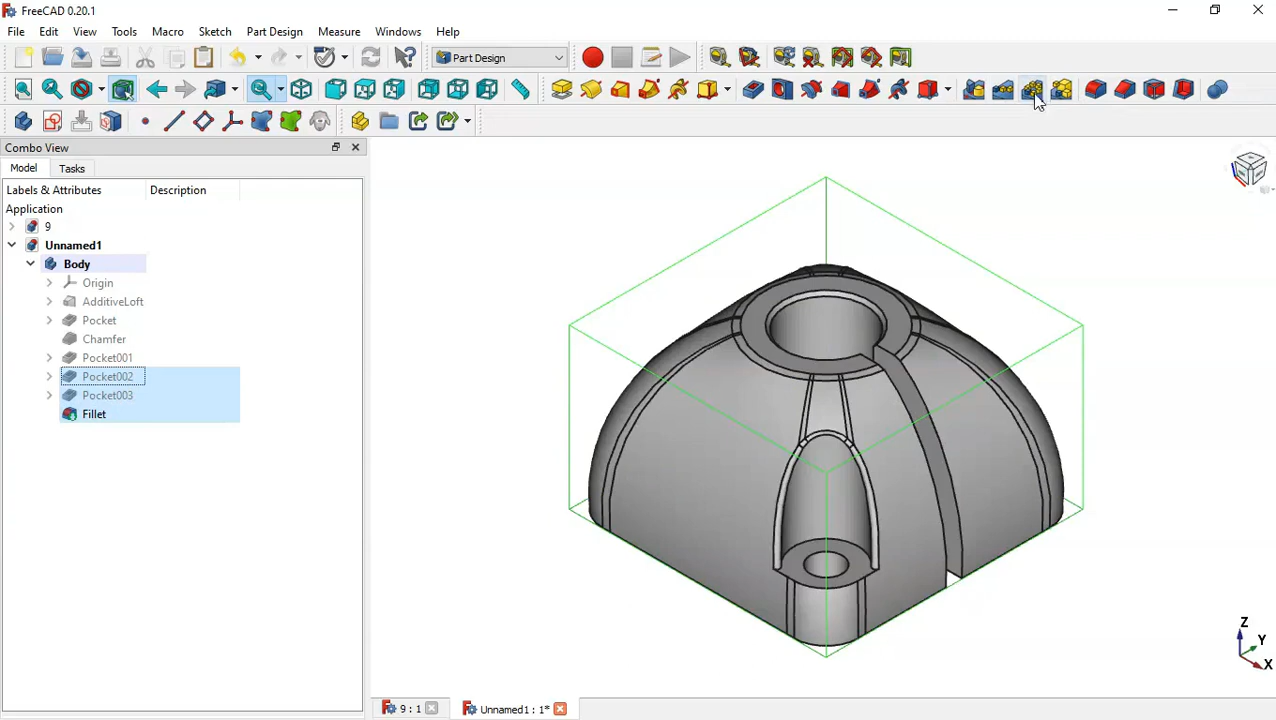 FreeCAD 0.20.1
File Edit View Tools Macro Sketch Part Design Measure Windows Help
Part Design
Combo View
Model Tasks
Labels & Attributes Description
Application
9
Unnamed1
Body
Origin
AdditiveLoft
Pocket
Chamfer
Pocket001
Pocket002
Pocket003
Fillet
Z
Y
X
9 : 1
Unnamed1 : 1*